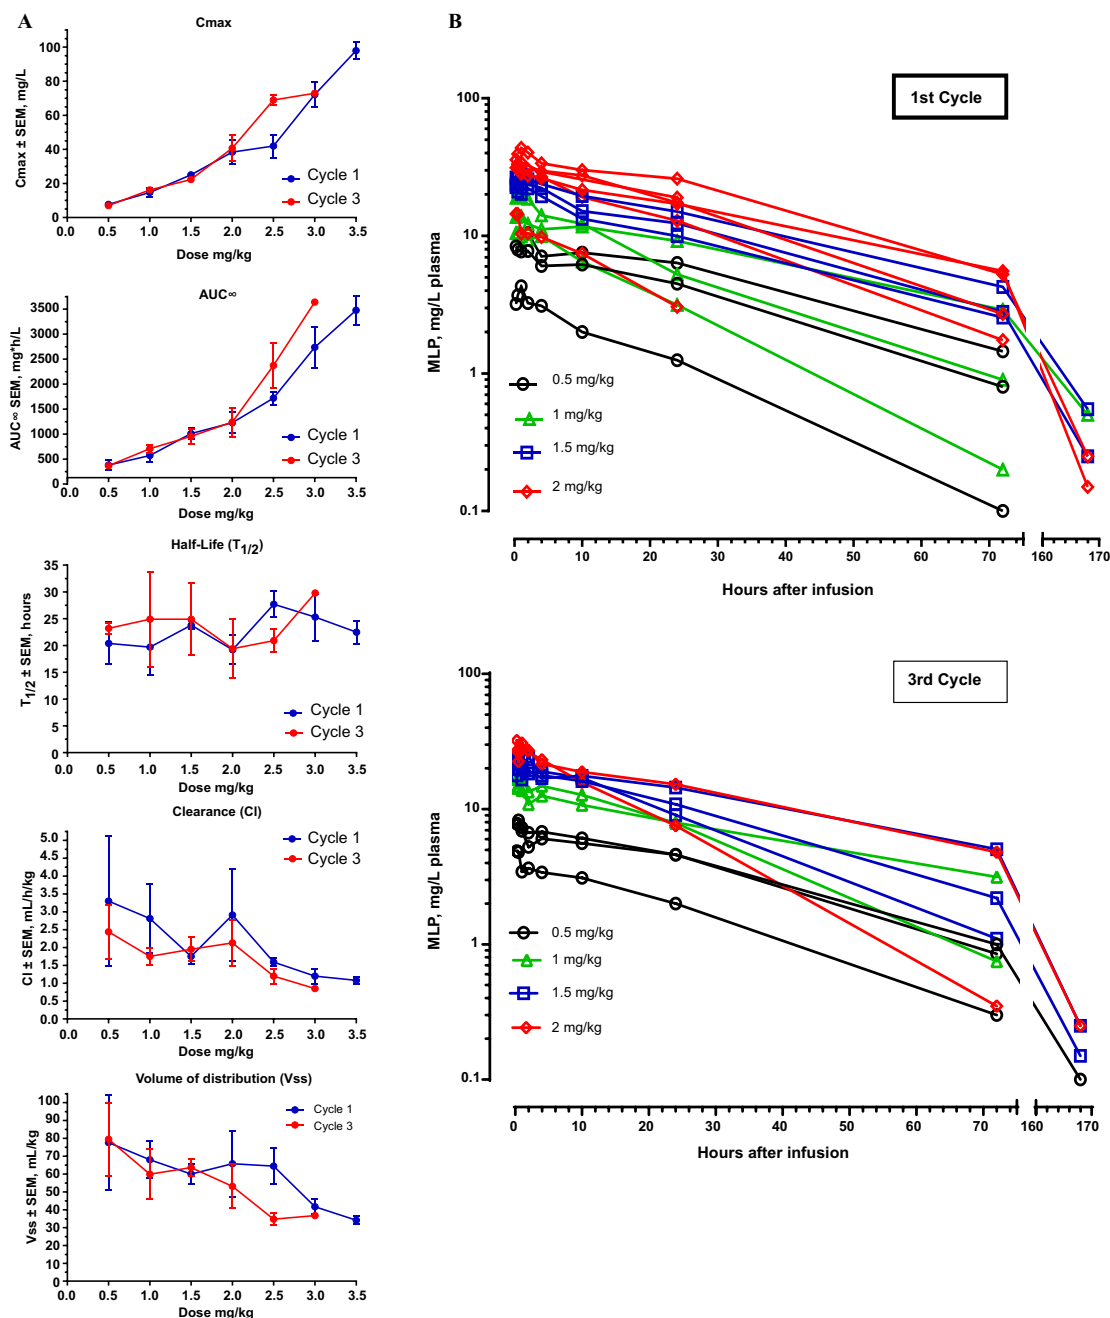 A
Cmax
Cmax ± SEM, mg/L
100
80
60
40
20
0
Cycle 1
Cycle 3
0.0 0.5 1.0 1.5 2.0 2.5 3.0 3.5
Dose mg/kg
AUC∞
AUC∞ SEM, mg*h/L
3500
3000
2500
2000
1500
1000
500
0
Cycle 1
Cycle 3
0.0 0.5 1.0 1.5 2.0 2.5 3.0 3.5
Dose mg/kg
Half-Life (T1/2)
T1/2 ± SEM, hours
35
30
25
20
15
10
5
0
Cycle 1
Cycle 3
0.0 0.5 1.0 1.5 2.0 2.5 3.0 3.5
Dose mg/kg
Clearance (Cl)
Cl ± SEM, mL/h/kg
5.0
4.5
4.0
3.5
3.0
2.5
2.0
1.5
1.0
0.5
0.0
Cycle 1
Cycle 3
0.0 0.5 1.0 1.5 2.0 2.5 3.0 3.5
Dose mg/kg
Volume of distribution (Vss)
Vss ± SEM, mL/kg
100
90
80
70
60
50
40
30
20
10
0
Cycle 1
Cycle 3
0.0 0.5 1.0 1.5 2.0 2.5 3.0 3.5
Dose mg/kg
B
1st Cycle
MLP, mg/L plasma
100
10
1
0.1
0.5 mg/kg
1 mg/kg
1.5 mg/kg
2 mg/kg
0 10 20 30 40 50 60 70 160 170
Hours after infusion
3rd Cycle
MLP, mg/L plasma
100
10
1
0.1
0.5 mg/kg
1 mg/kg
1.5 mg/kg
2 mg/kg
0 10 20 30 40 50 60 70 160 170
Hours after infusion